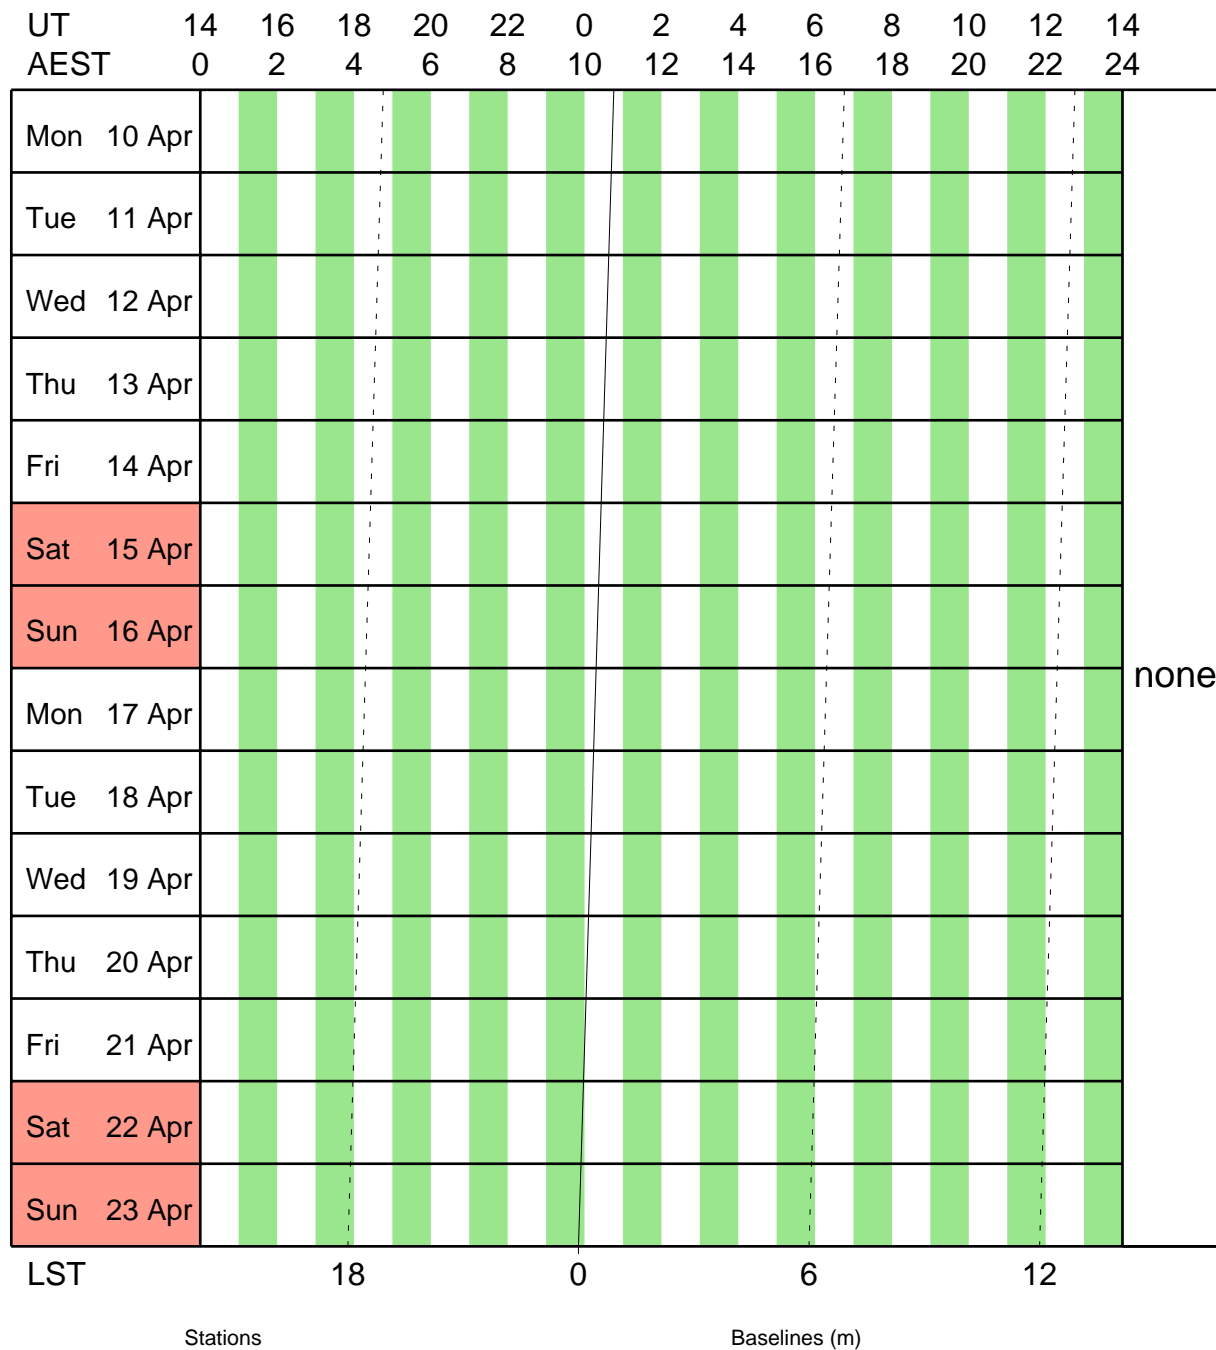 UT 14 16 18 20 22 0 2 4 6 8 10 12 14
AEST 0 2 4 6 8 10 12 14 16 18 20 22 24
Mon 10 Apr
Tue 11 Apr
Wed 12 Apr
Thu 13 Apr
Fri 14 Apr
Sat 15 Apr
Sun 16 Apr
none
Mon 17 Apr
Tue 18 Apr
Wed 19 Apr
Thu 20 Apr
Fri 21 Apr
Sat 22 Apr
Sun 23 Apr
LST 18 0 6 12
Stations Baselines (m)